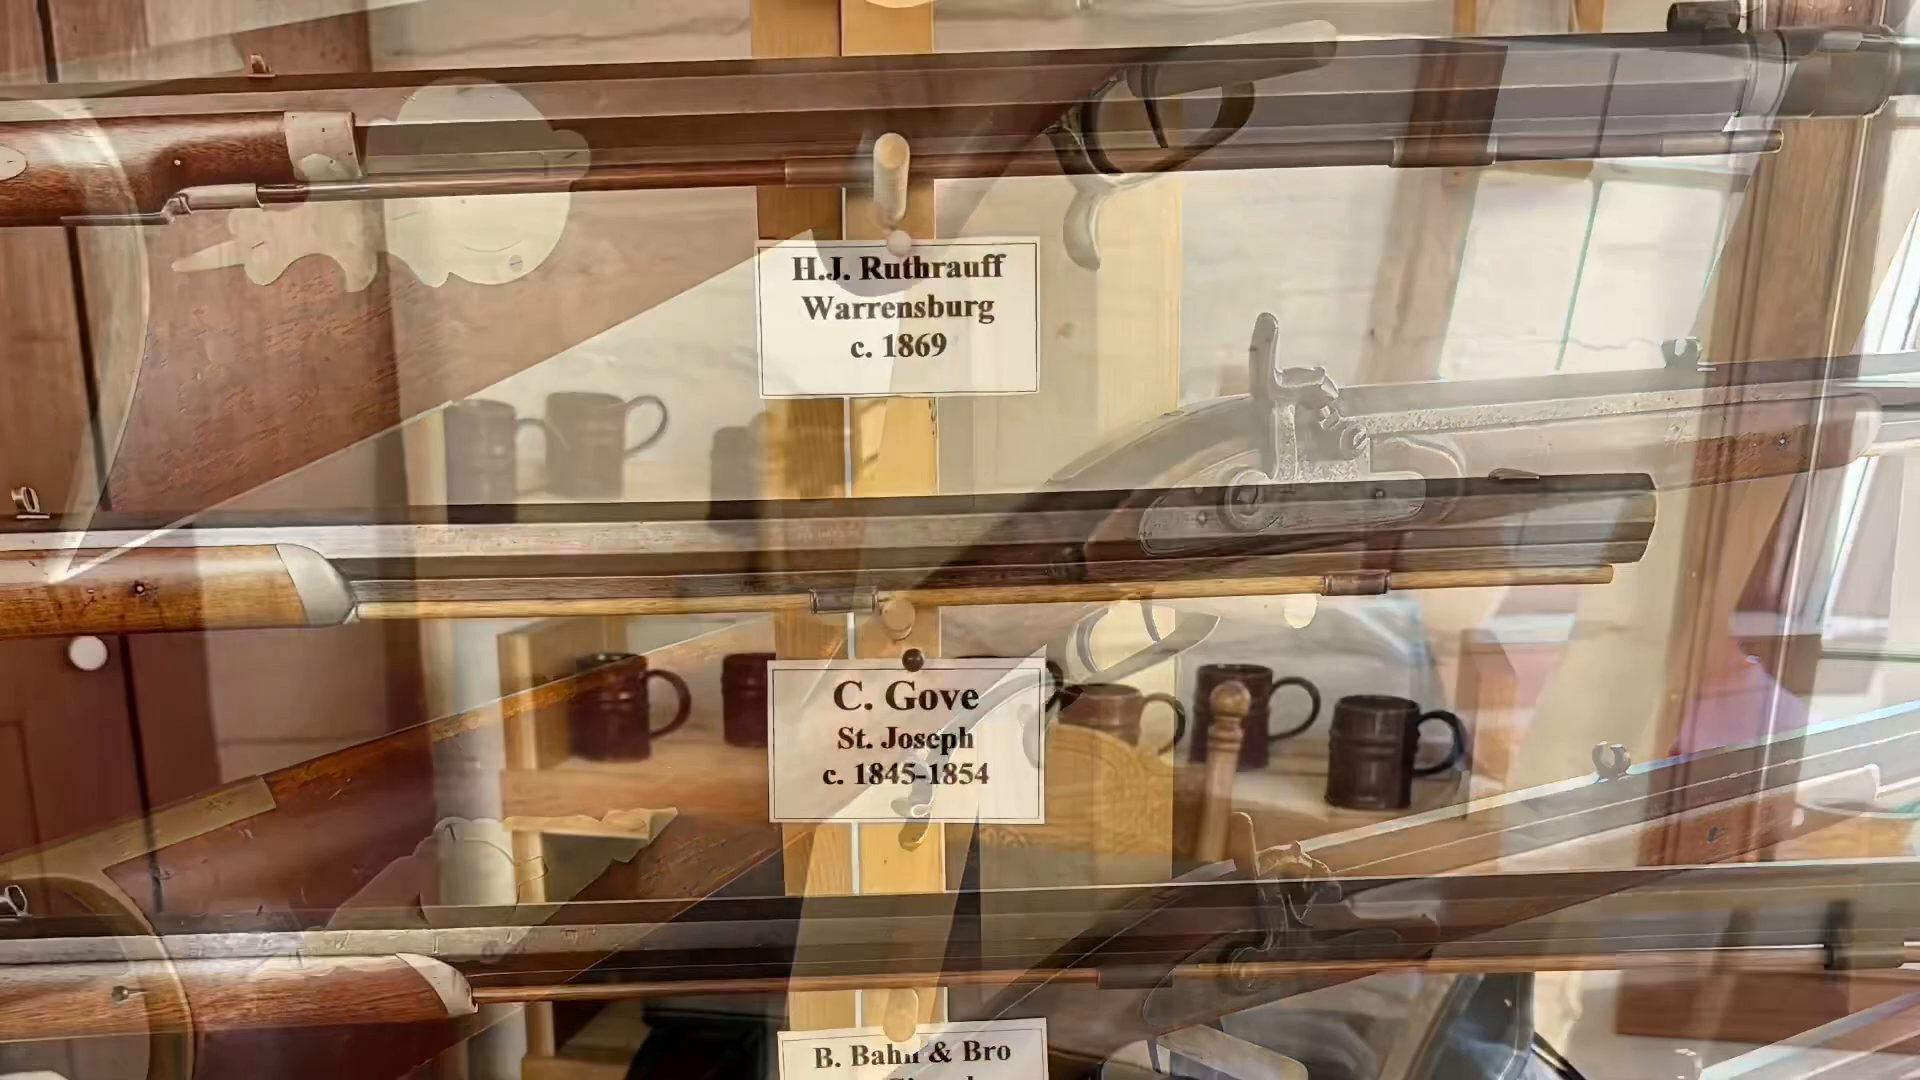 H.J. Ruthrauff
Warrensburg
c. 1869
C. Gove
St. Joseph
c. 1845-1854
B. Bahn & Bro